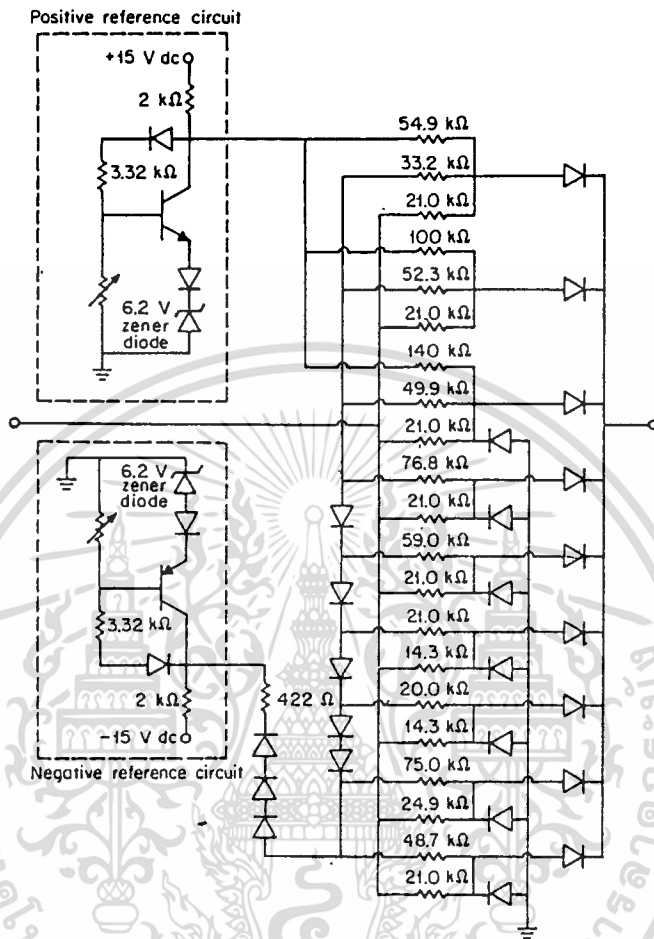 Positive reference circuit
+15 V dc
2 kΩ
3.32 kΩ
6.2 V
zener
diode
54.9 kΩ
33.2 kΩ
21.0 kΩ
100 kΩ
52.3 kΩ
21.0 kΩ
140 kΩ
49.9 kΩ
21.0 kΩ
76.8 kΩ
21.0 kΩ
59.0 kΩ
21.0 kΩ
21.0 kΩ
14.3 kΩ
20.0 kΩ
14.3 kΩ
75.0 kΩ
24.9 kΩ
48.7 kΩ
21.0 kΩ
6.2 V
zener
diode
3.32 kΩ
2 kΩ
422 Ω
-15 V dc
Negative reference circuit